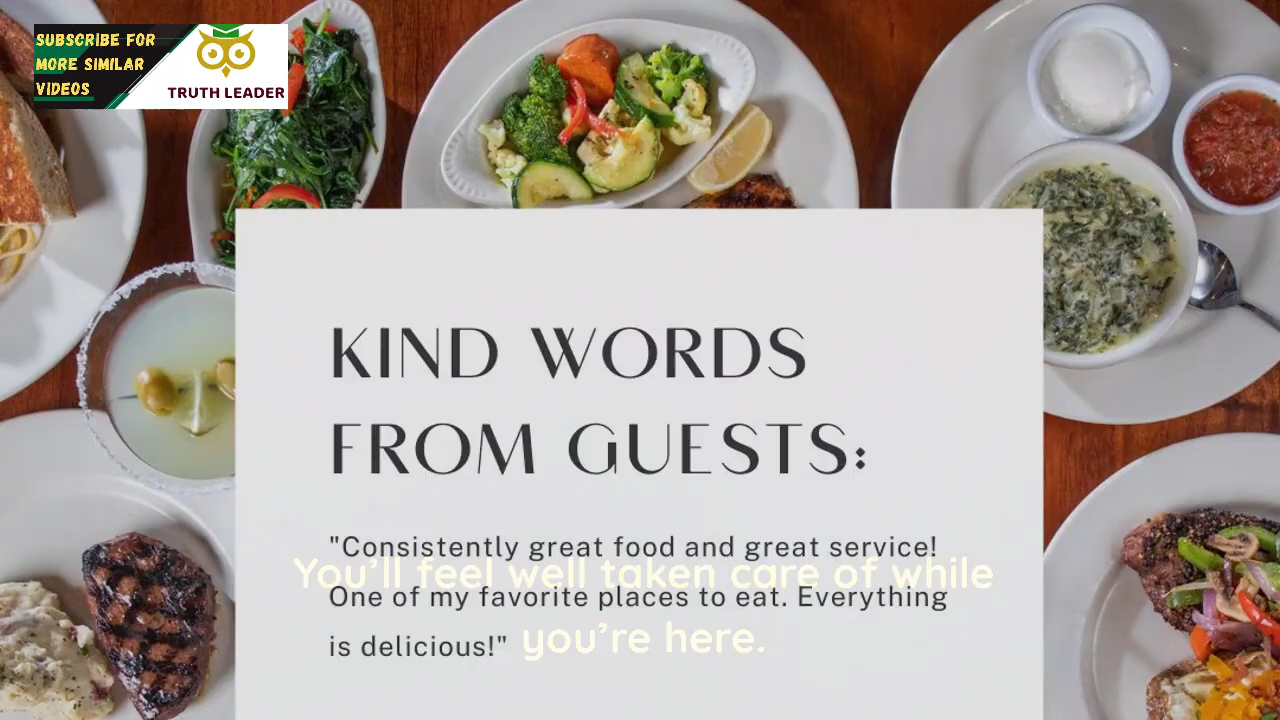 SUBSCRIBE FOR
MORE SIMILAR
VIDEOS
TRUTH LEADER
KIND WORDS
FROM GUESTS:
"Consistently great food and great service!
You'll feel well taken care of while
One of my favorite places to eat. Everything
is delicious!"
you're here.